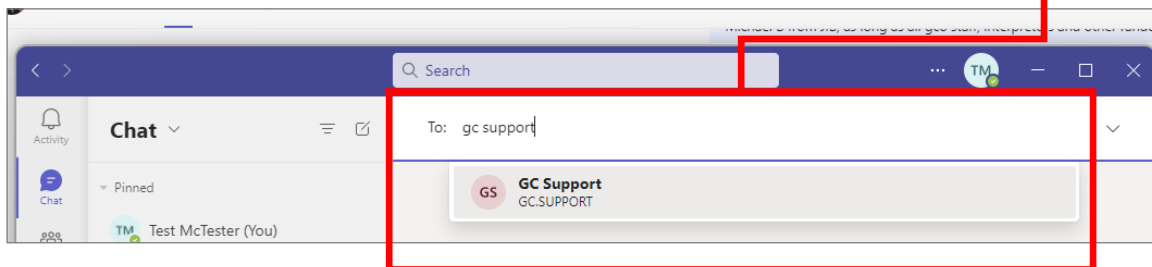 Search
TM
Activity
Chat
To: gc support
Chat
Pinned
GS
GC Support
GC.SUPPORT
TM Test McTester (You)